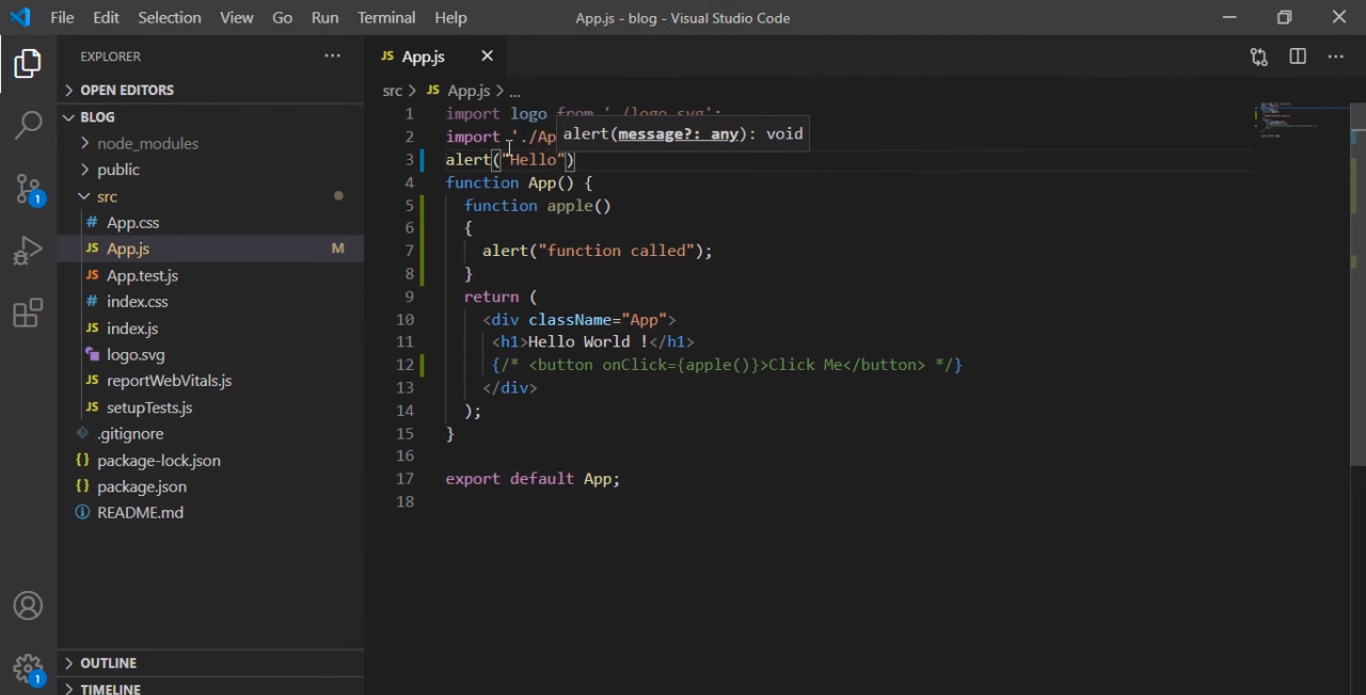 File Edit Selection View Go Run Terminal Help App.js - blog - Visual Studio Code
EXPLORER
OPEN EDITORS
BLOG
node_modules
public
src
# App.css
JS App.js M
JS App.test.js
# index.css
JS index.js
logo.svg
JS reportWebVitals.js
JS setupTests.js
.gitignore
{} package-lock.json
{} package.json
README.md
OUTLINE
TIMELINE
1
1
JS App.js
src > JS App.js > ...
1 import logo from './logo.svg';
2 import './Ap
alert(message?: any): void
3 alert("Hello")
4 function App() {
5 function apple()
6 {
7 alert("function called");
8 }
9 return (
10 <div className="App">
11 <h1>Hello World !</h1>
12 {/* <button onClick={apple()}>Click Me</button> */}
13 </div>
14 );
15 }
16
17 export default App;
18